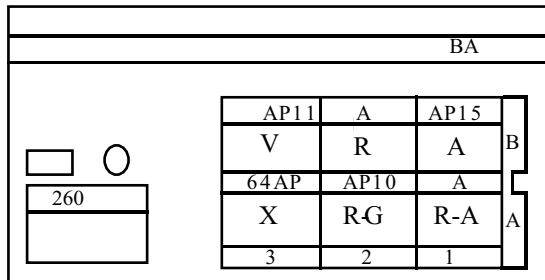 BA
AP11 A AP15
V R A B
64AP AP10 A
260
X R-G R-A A
3 2 1